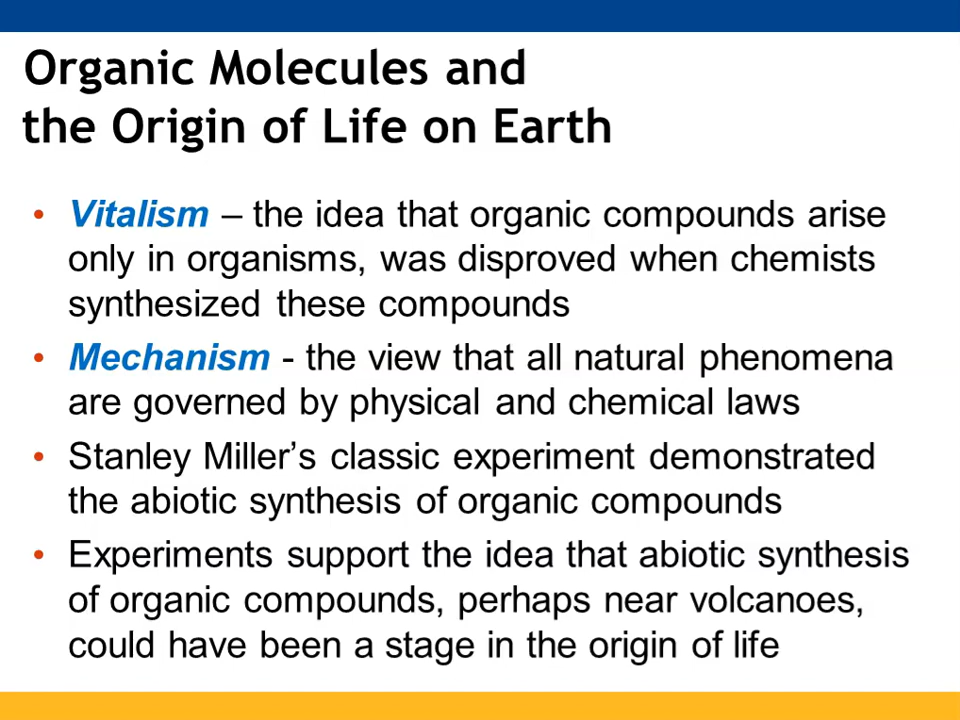 Organic Molecules and
the Origin of Life on Earth
• Vitalism – the idea that organic compounds arise
only in organisms, was disproved when chemists
synthesized these compounds
• Mechanism - the view that all natural phenomena
are governed by physical and chemical laws
• Stanley Miller’s classic experiment demonstrated
the abiotic synthesis of organic compounds
• Experiments support the idea that abiotic synthesis
of organic compounds, perhaps near volcanoes,
could have been a stage in the origin of life